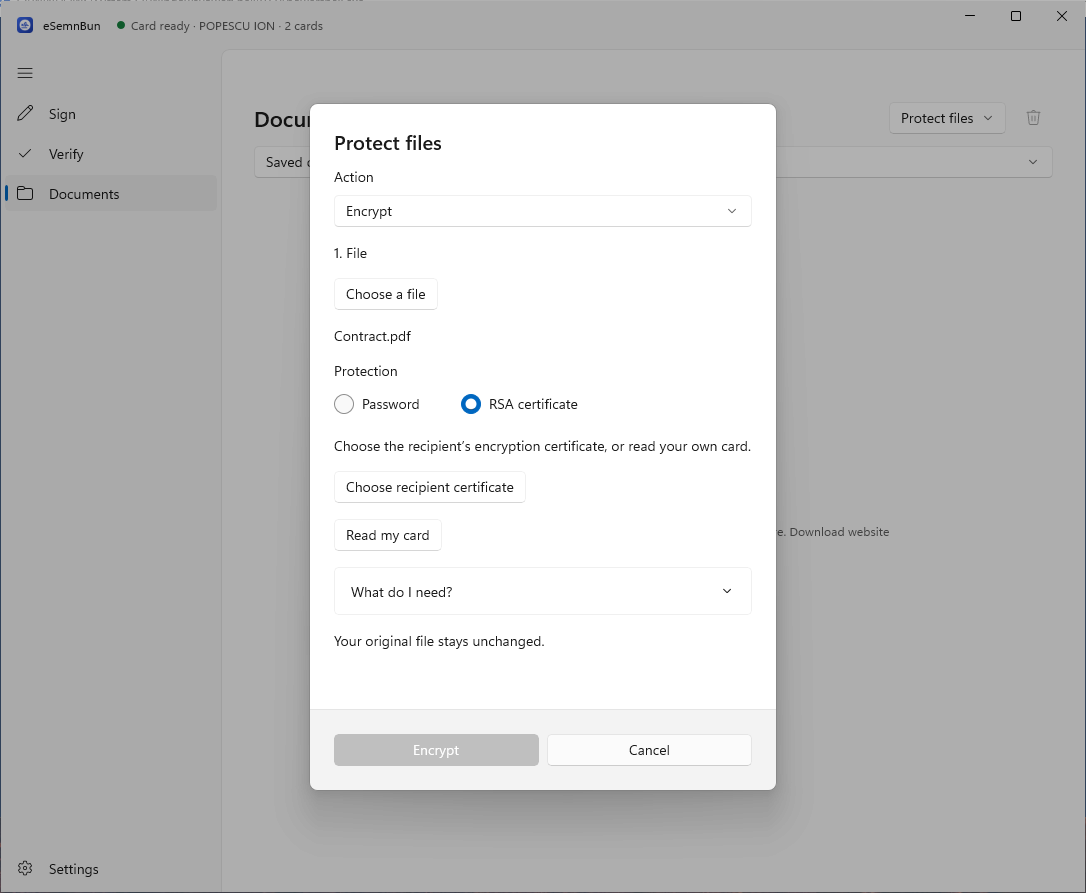 eSemnBun
Card ready · POPESCU ION · 2 cards
Sign
Verify
Documents
Settings
Protect files
Saved
Download website
Protect files
Action
Encrypt
1. File
Choose a file
Contract.pdf
Protection
Password
RSA certificate
Choose the recipient’s encryption certificate, or read your own card.
Choose recipient certificate
Read my card
What do I need?
Your original file stays unchanged.
Encrypt
Cancel